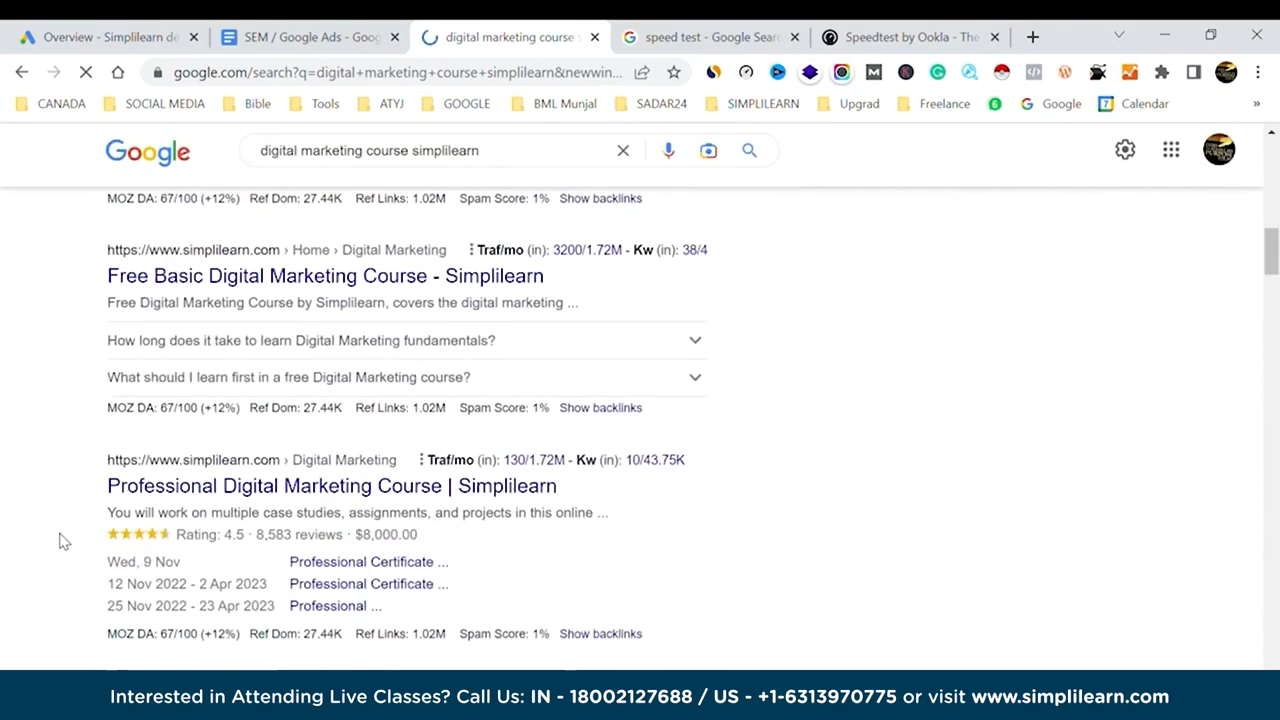 Overview - Simplilearn de
SEM / Google Ads - Goog
digital marketing course s
speed test - Google Sear
Speedtest by Ookla - The
google.com/search?q=digital+marketing+course+simplilearn&newwin...
CANADA
SOCIAL MEDIA
Bible
Tools
ATYJ
GOOGLE
BML Munjal
SADAR24
SIMPLILEARN
Upgrad
Freelance
Google
Calendar
Google
digital marketing course simplilearn
MOZ DA: 67/100 (+12%) Ref Dom: 27.44K Ref Links: 1.02M Spam Score: 1% Show backlinks
https://www.simplilearn.com › Home › Digital Marketing Traf/mo (in): 3200/1.72M - Kw (in): 38/4
Free Basic Digital Marketing Course - Simplilearn
Free Digital Marketing Course by Simplilearn, covers the digital marketing ...
How long does it take to learn Digital Marketing fundamentals?
What should I learn first in a free Digital Marketing course?
MOZ DA: 67/100 (+12%) Ref Dom: 27.44K Ref Links: 1.02M Spam Score: 1% Show backlinks
https://www.simplilearn.com › Digital Marketing Traf/mo (in): 130/1.72M - Kw (in): 10/43.75K
Professional Digital Marketing Course | Simplilearn
You will work on multiple case studies, assignments, and projects in this online ...
Rating: 4.5 · 8,583 reviews · $8,000.00
Wed, 9 Nov Professional Certificate ...
12 Nov 2022 - 2 Apr 2023 Professional Certificate ...
25 Nov 2022 - 23 Apr 2023 Professional ...
MOZ DA: 67/100 (+12%) Ref Dom: 27.44K Ref Links: 1.02M Spam Score: 1% Show backlinks
Interested in Attending Live Classes? Call Us: IN - 18002127688 / US - +1-6313970775 or visit www.simplilearn.com